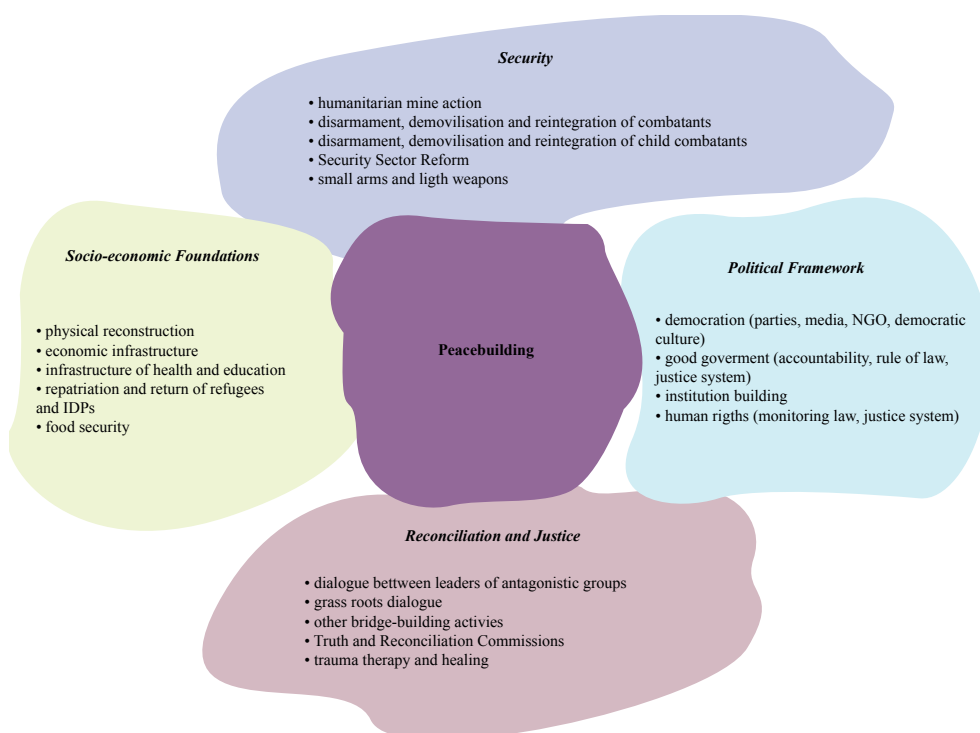 Security
• humanitarian mine action
• disarmament, demovilisation and reintegration of combatants
• disarmament, demovilisation and reintegration of child combatants
• Security Sector Reform
• small arms and ligth weapons
Socio-economic Foundations
• physical reconstruction
• economic infrastructure
• infrastructure of health and education
• repatriation and return of refugees
and IDPs
• food security
Peacebuilding
Political Framework
• democration (parties, media, NGO, democratic
culture)
• good goverment (accountability, rule of law,
justice system)
• institution building
• human rigths (monitoring law, justice system)
Reconciliation and Justice
• dialogue bettween leaders of antagonistic groups
• grass roots dialogue
• other bridge-building activies
• Truth and Reconciliation Commissions
• trauma therapy and healing